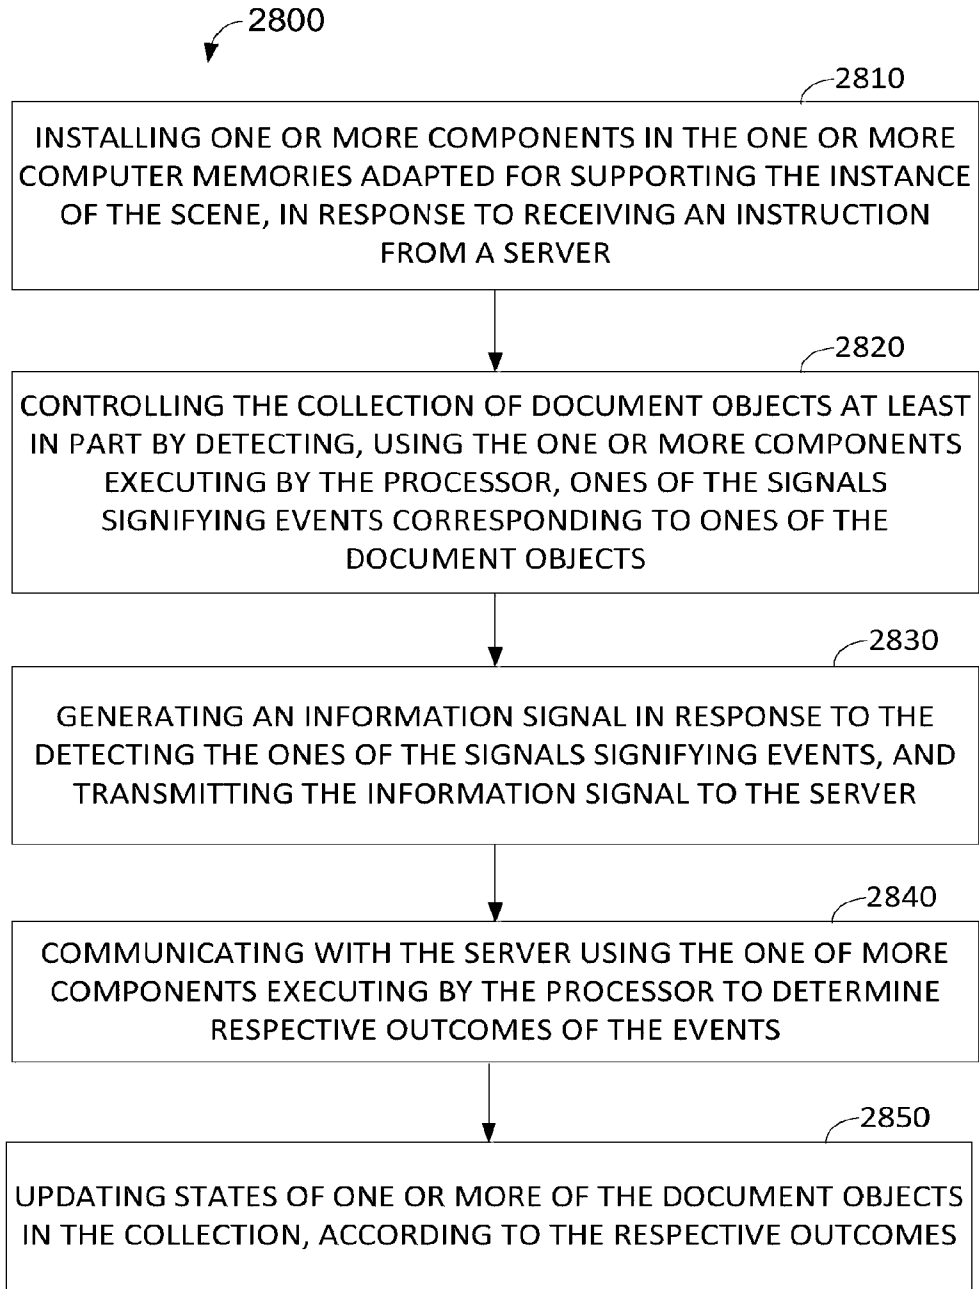 2800
2810
INSTALLING ONE OR MORE COMPONENTS IN THE ONE OR MORE
COMPUTER MEMORIES ADAPTED FOR SUPPORTING THE INSTANCE
OF THE SCENE, IN RESPONSE TO RECEIVING AN INSTRUCTION
FROM A SERVER
2820
CONTROLLING THE COLLECTION OF DOCUMENT OBJECTS AT LEAST
IN PART BY DETECTING, USING THE ONE OR MORE COMPONENTS
EXECUTING BY THE PROCESSOR, ONES OF THE SIGNALS
SIGNIFYING EVENTS CORRESPONDING TO ONES OF THE
DOCUMENT OBJECTS
2830
GENERATING AN INFORMATION SIGNAL IN RESPONSE TO THE
DETECTING THE ONES OF THE SIGNALS SIGNIFYING EVENTS, AND
TRANSMITTING THE INFORMATION SIGNAL TO THE SERVER
2840
COMMUNICATING WITH THE SERVER USING THE ONE OF MORE
COMPONENTS EXECUTING BY THE PROCESSOR TO DETERMINE
RESPECTIVE OUTCOMES OF THE EVENTS
2850
UPDATING STATES OF ONE OR MORE OF THE DOCUMENT OBJECTS
IN THE COLLECTION, ACCORDING TO THE RESPECTIVE OUTCOMES